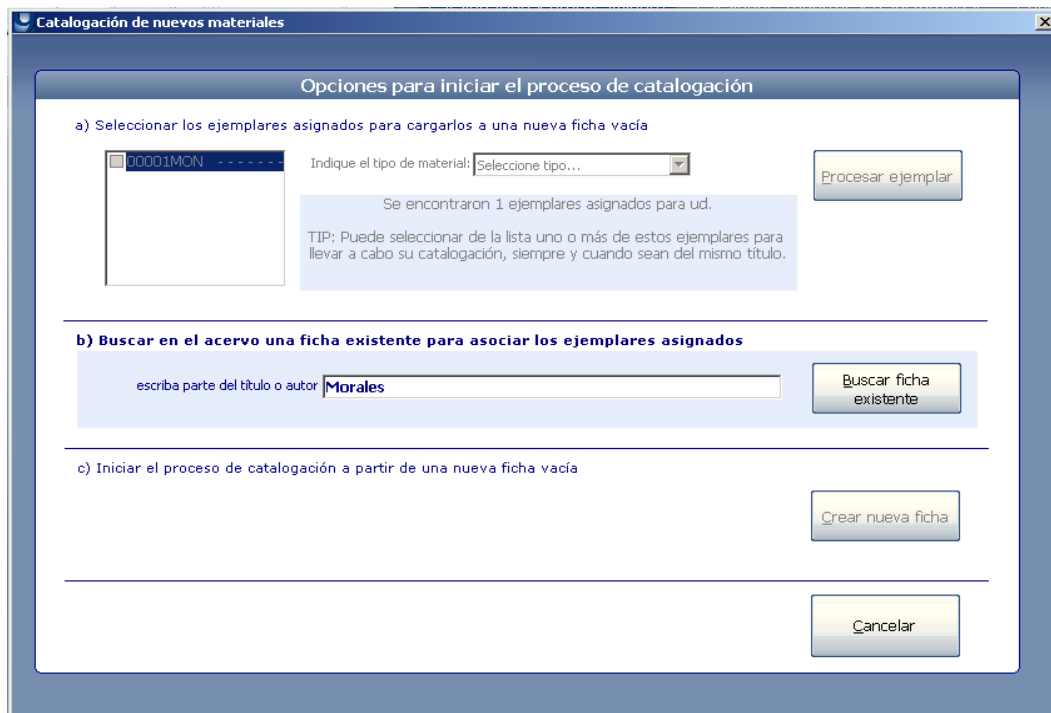 Catalogación de nuevos materiales
Opciones para iniciar el proceso de catalogación
a) Seleccionar los ejemplares asignados para cargarlos a una nueva ficha vacía
00001MON - - - - - - -
Indique el tipo de material: Seleccione tipo...
Procesar ejemplar
Se encontraron 1 ejemplares asignados para ud.
TIP: Puede seleccionar de la lista uno o más de estos ejemplares para
llevar a cabo su catalogación, siempre y cuando sean del mismo título.
b) Buscar en el acervo una ficha existente para asociar los ejemplares asignados
escriba parte del título o autor Morales
Buscar ficha
existente
c) Iniciar el proceso de catalogación a partir de una nueva ficha vacía
Crear nueva ficha
Cancelar